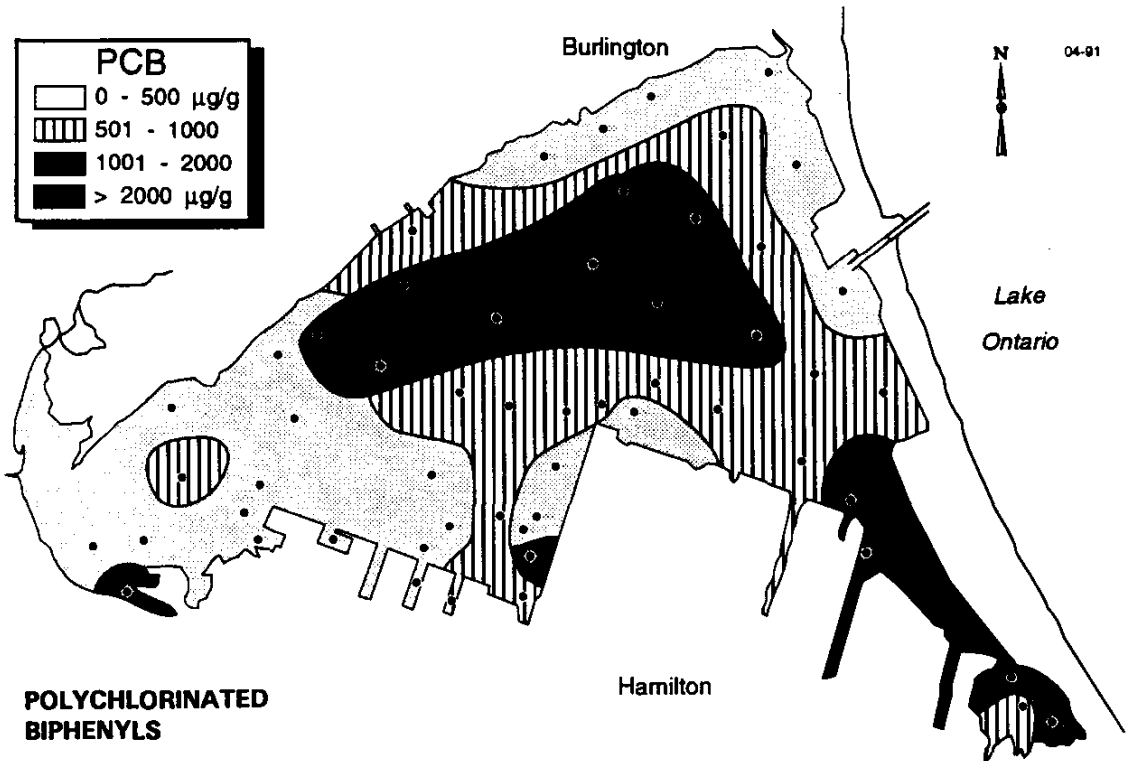 PCB
0 - 500 µg/g
501 - 1000
1001 - 2000
> 2000 µg/g
Burlington
N
04-91
Lake
Ontario
Hamilton
POLYCHLORINATED
BIPHENYLS